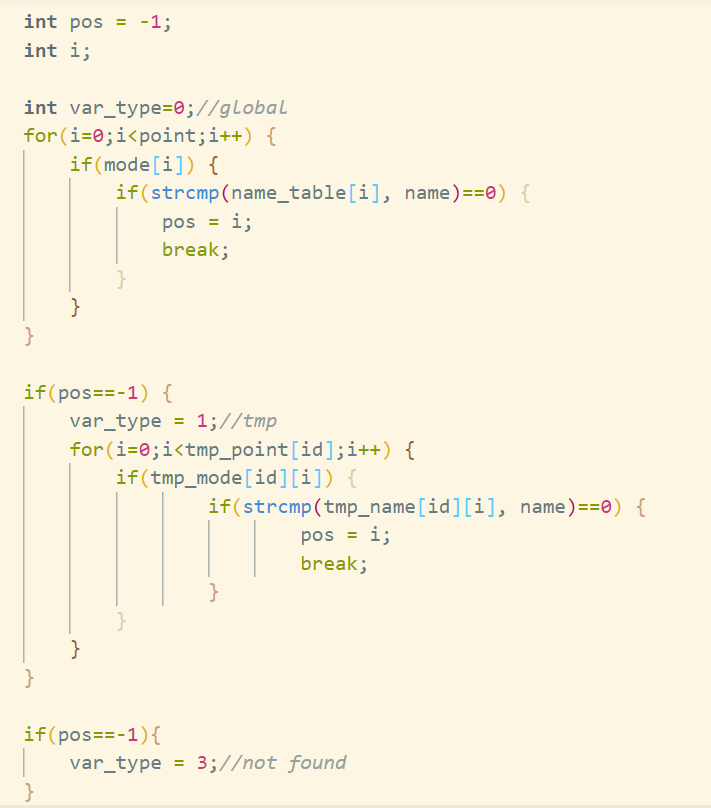 int pos = -1;
int i;
int var_type=0;//global
for(i=0;i<point;i++) {
if(mode[i]) {
if(strcmp(name_table[i], name)==0) {
pos = i;
break;
}
}
}
if(pos==-1) {
var_type = 1;//tmp
for(i=0;i<tmp_point[id];i++) {
if(tmp_mode[id][i]) {
if(strcmp(tmp_name[id][i], name)==0) {
pos = i;
break;
}
}
}
}
if(pos==-1){
var_type = 3;//not found
}